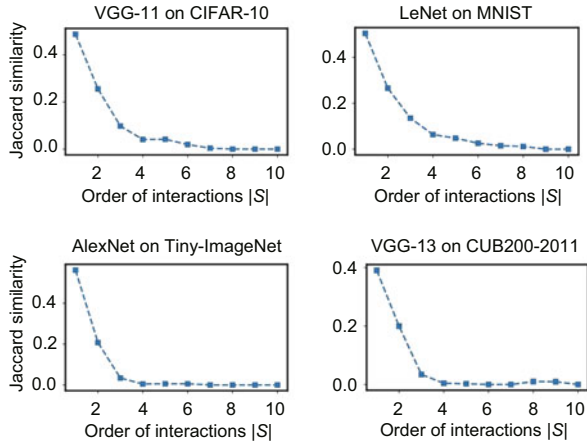 VGG-11 on CIFAR-10
Jaccard similarity
0.4
0.2
0.0
2 4 6 8 10
Order of interactions |S|
LeNet on MNIST
0.4
0.2
0.0
2 4 6 8 10
Order of interactions |S|
AlexNet on Tiny-ImageNet
Jaccard similarity
0.4
0.2
0.0
2 4 6 8 10
Order of interactions |S|
VGG-13 on CUB200-2011
0.4
0.2
0.0
2 4 6 8 10
Order of interactions |S|